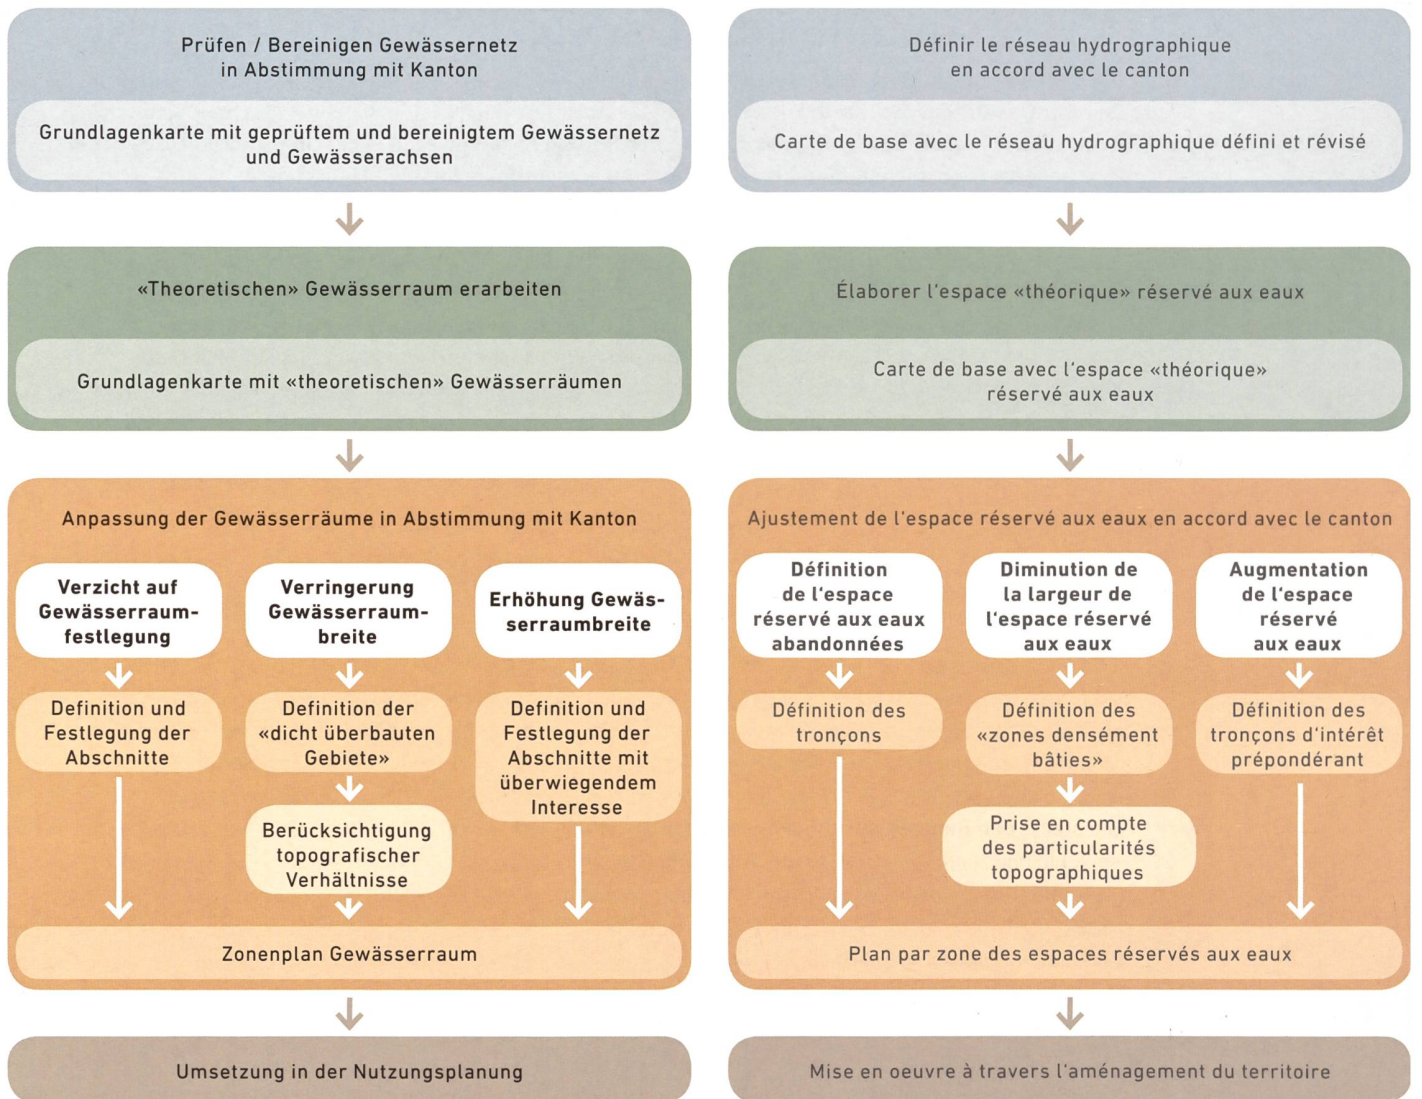 Prüfen / Bereinigen Gewässernetz
in Abstimmung mit Kanton
Grundlagenkarte mit geprüftem und bereinigtem Gewässernetz
und Gewässerachsen
«Theoretischen» Gewässerraum erarbeiten
Grundlagenkarte mit «theoretischen» Gewässerräumen
Anpassung der Gewässerräume in Abstimmung mit Kanton
Verzicht auf
Gewässerraum-
festlegung
Verringerung
Gewässerraum-
breite
Erhöhung Gewäs-
serraumbreite
Definition und
Festlegung der
Abschnitte
Definition der
«dicht überbauten
Gebiete»
Definition und
Festlegung der
Abschnitte mit
überwiegendem
Interesse
Berücksichtigung
topografischer
Verhältnisse
Zonenplan Gewässerraum
Umsetzung in der Nutzungsplanung
Définir le réseau hydrographique
en accord avec le canton
Carte de base avec le réseau hydrographique défini et révisé
Élaborer l'espace «théorique» réservé aux eaux
Carte de base avec l'espace «théorique»
réservé aux eaux
Ajustement de l'espace réservé aux eaux en accord avec le canton
Définition
de l'espace
réservé aux eaux
abandonnées
Diminution de
la largeur de
l'espace réservé
aux eaux
Augmentation
de l'espace
réservé
aux eaux
Définition des
tronçons
Définition des
«zones densément
bâties»
Définition des
tronçons d'intérêt
prépondérant
Prise en compte
des particularités
topographiques
Plan par zone des espaces réservés aux eaux
Mise en oeuvre à travers l'aménagement du territoire